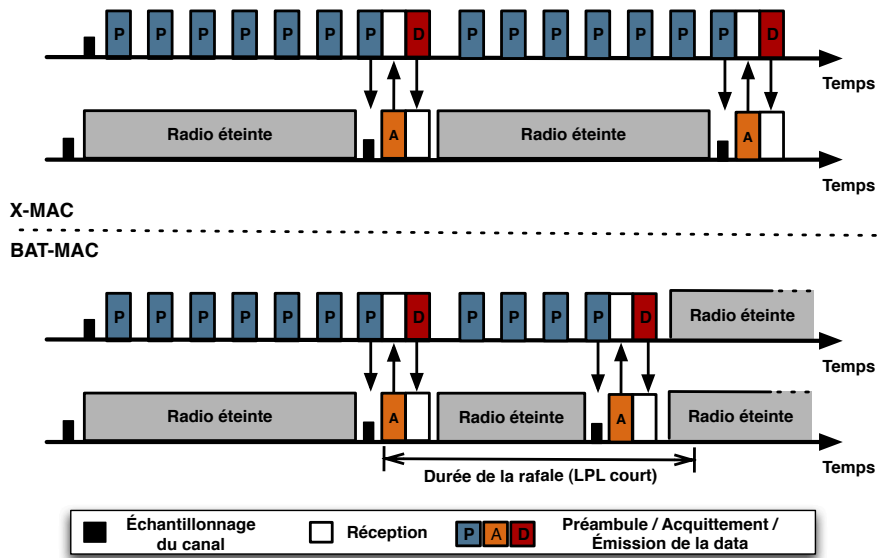 P P P P P P P D P P P P P P P D
Temps
Radio éteinte A Radio éteinte A
Temps
X-MAC
BAT-MAC
P P P P P P P D P P P P D Radio éteinte
Temps
Radio éteinte A Radio éteinte A Radio éteinte
Temps
Durée de la rafale (LPL court)
Échantillonnage
du canal
Réception
P A D
Préambule / Acquittement /
Émission de la data